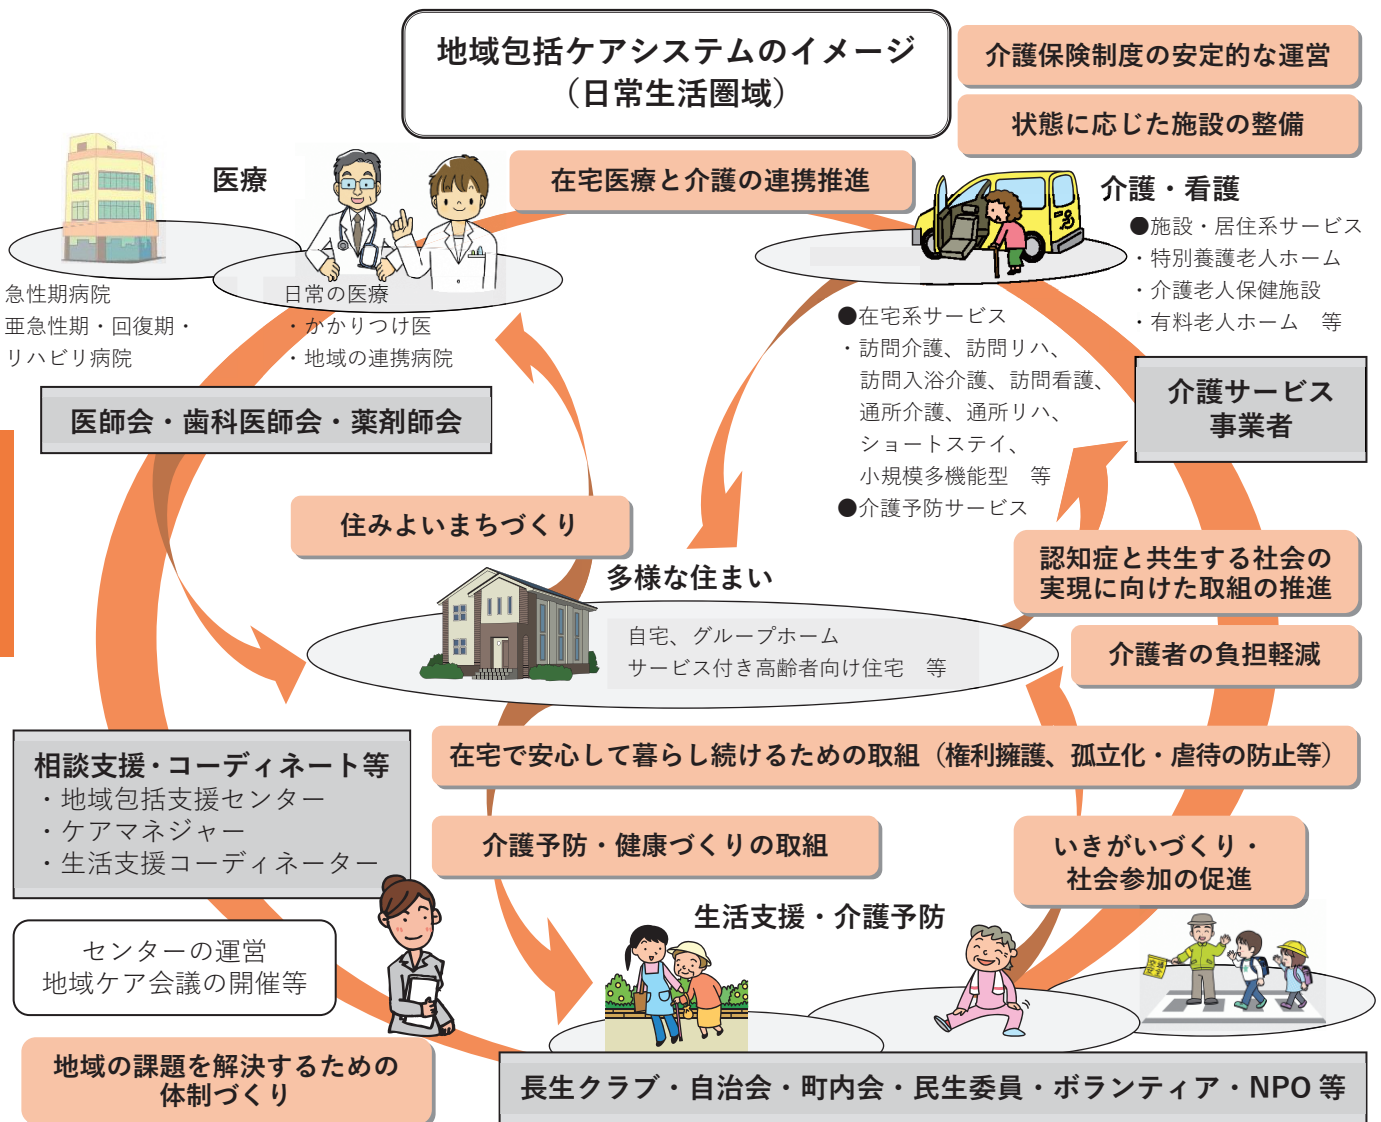 地域包括ケアシステムのイメージ
（日常生活圏域）
介護保険制度の安定的な運営
状態に応じた施設の整備
医療
在宅医療と介護の連携推進
介護・看護
●施設・居住系サービス
・特別養護老人ホーム
・介護老人保健施設
・有料老人ホーム　等
急性期病院
亜急性期・回復期・
リハビリ病院
日常の医療
・かかりつけ医
・地域の連携病院
●在宅系サービス
・訪問介護、訪問リハ、
訪問入浴介護、訪問看護、
通所介護、通所リハ、
ショートステイ、
小規模多機能型　等
●介護予防サービス
医師会・歯科医師会・薬剤師会
介護サービス
事業者
住みよいまちづくり
認知症と共生する社会の
実現に向けた取組の推進
多様な住まい
自宅、グループホーム
サービス付き高齢者向け住宅　等
介護者の負担軽減
在宅で安心して暮らし続けるための取組（権利擁護、孤立化・虐待の防止等）
相談支援・コーディネート等
・地域包括支援センター
・ケアマネジャー
・生活支援コーディネーター
介護予防・健康づくりの取組
いきがいづくり・
社会参加の促進
生活支援・介護予防
センターの運営
地域ケア会議の開催等
地域の課題を解決するための
体制づくり
長生クラブ・自治会・町内会・民生委員・ボランティア・NPO 等